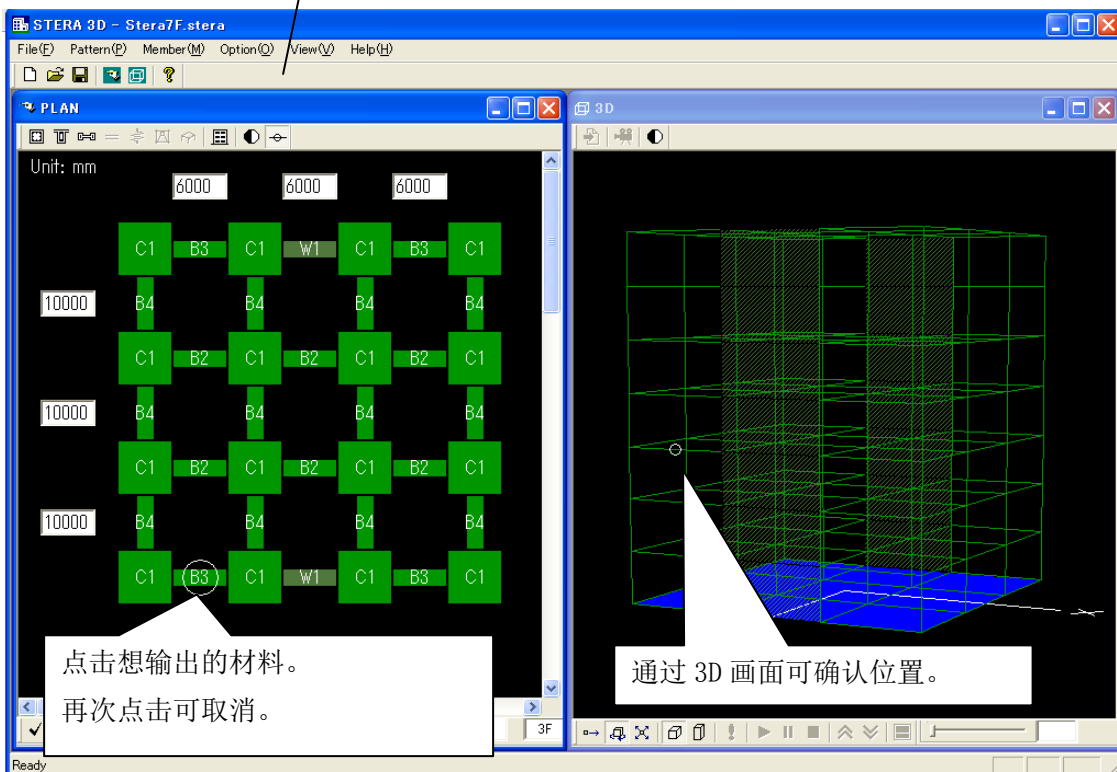 STERA 3D - Stera7F.stera
File(F) Pattern(P) Member(M) Option(O) View(V) Help(H)
PLAN
3D
Unit: mm
6000 6000 6000
C1 B3 C1 W1 C1 B3 C1
10000 B4 B4 B4 B4
C1 B2 C1 B2 C1 B2 C1
10000 B4 B4 B4 B4
C1 B2 C1 B2 C1 B2 C1
10000 B4 B4 B4 B4
C1 B3 C1 W1 C1 B3 C1
点击想输出的材料。
再次点击可取消。
通过 3D 画面可确认位置。
3F
Ready